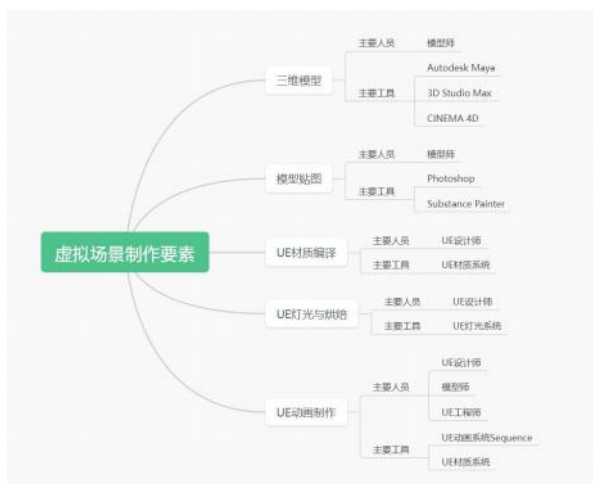 虚拟场景制作要素
三维模型
主要人员
模型师
主要工具
Autodesk Maya
3D Studio Max
CINEMA 4D
模型贴图
主要人员
模型师
主要工具
Photoshop
Substance Painter
UE材质编译
主要人员
UE设计师
主要工具
UE材质系统
UE灯光与烘焙
主要人员
UE设计师
主要工具
UE灯光系统
UE动画制作
主要人员
UE设计师
模型师
UE工程师
主要工具
UE动画系统Sequence
UE材质系统